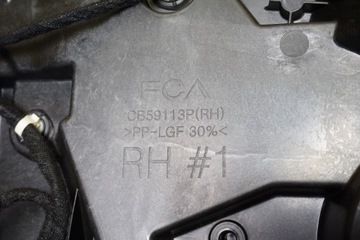 FCA
CB59113P(RH)
>PP-LGF 30%<
RH #1